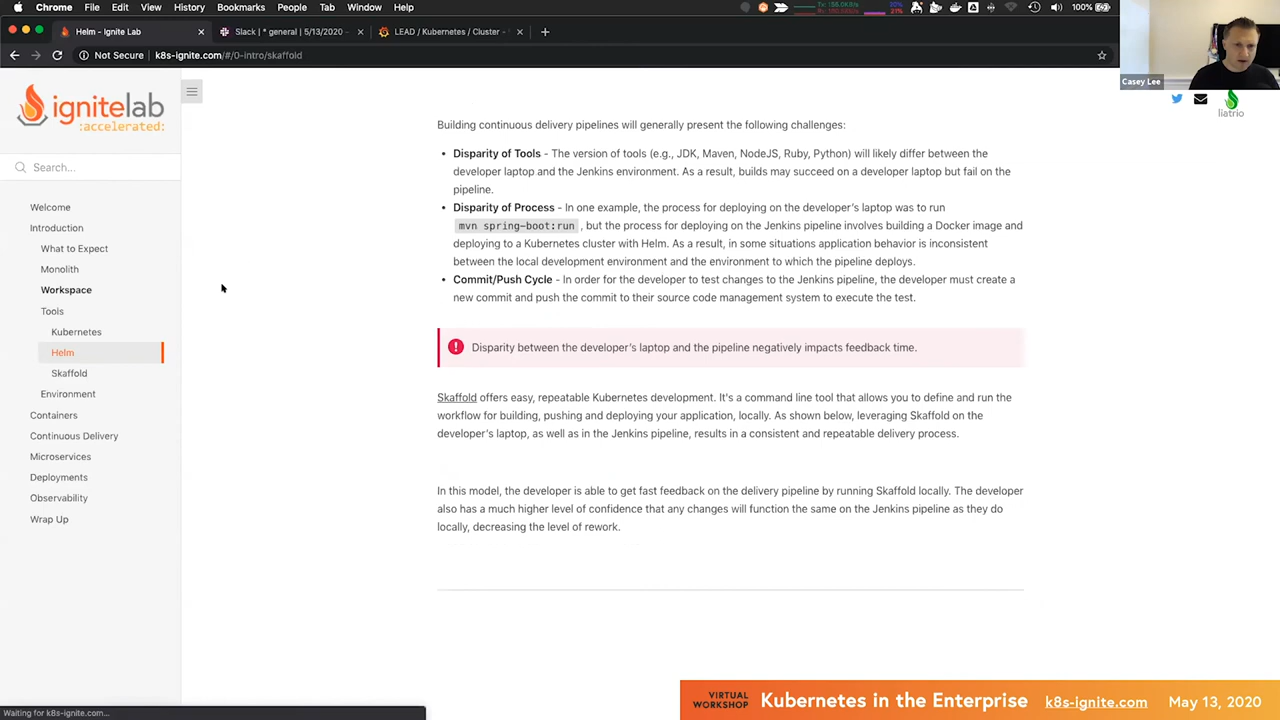 Chrome File Edit View History Bookmarks People Tab Window Help
100%
Helm - Ignite Lab
Slack | * general | 5/13/2020 -
LEAD / Kubernetes / Cluster -
Not Secure | k8s-ignite.com/#/0-intro/skaffold
Casey Lee
ignitelab
:accelerated:
liatrio
Search...
Welcome
Introduction
What to Expect
Monolith
Workspace
Tools
Kubernetes
Helm
Skaffold
Environment
Containers
Continuous Delivery
Microservices
Deployments
Observability
Wrap Up
Building continuous delivery pipelines will generally present the following challenges:
• Disparity of Tools - The version of tools (e.g., JDK, Maven, NodeJS, Ruby, Python) will likely differ between the
developer laptop and the Jenkins environment. As a result, builds may succeed on a developer laptop but fail on the
pipeline.
• Disparity of Process - In one example, the process for deploying on the developer's laptop was to run
mvn spring-boot:run , but the process for deploying on the Jenkins pipeline involves building a Docker image and
deploying to a Kubernetes cluster with Helm. As a result, in some situations application behavior is inconsistent
between the local development environment and the environment to which the pipeline deploys.
• Commit/Push Cycle - In order for the developer to test changes to the Jenkins pipeline, the developer must create a
new commit and push the commit to their source code management system to execute the test.
Disparity between the developer's laptop and the pipeline negatively impacts feedback time.
Skaffold offers easy, repeatable Kubernetes development. It's a command line tool that allows you to define and run the
workflow for building, pushing and deploying your application, locally. As shown below, leveraging Skaffold on the
developer's laptop, as well as in the Jenkins pipeline, results in a consistent and repeatable delivery process.
In this model, the developer is able to get fast feedback on the delivery pipeline by running Skaffold locally. The developer
also has a much higher level of confidence that any changes will function the same on the Jenkins pipeline as they do
locally, decreasing the level of rework.
Waiting for k8s-ignite.com...
VIRTUAL
WORKSHOP
Kubernetes in the Enterprise k8s-ignite.com May 13, 2020